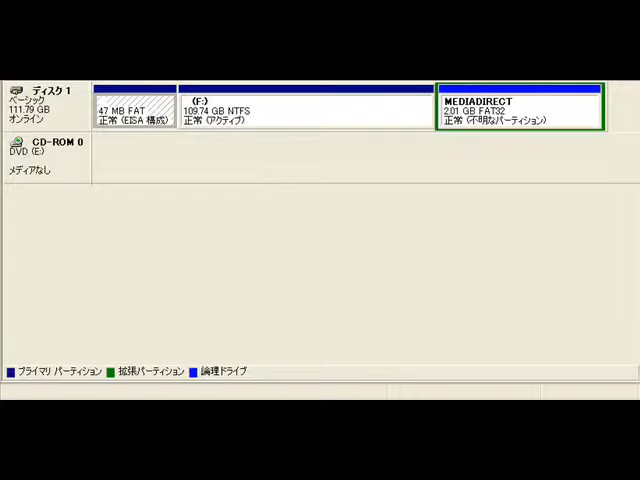 ディスク 1
ベーシック
111.79 GB
オンライン
47 MB FAT
正常 (EISA 構成)
(F:)
109.74 GB NTFS
正常 (アクティブ)
MEDIADIRECT
2.01 GB FAT32
正常 (不明なパーティション)
CD-ROM 0
DVD (E:)
メディアなし
プライマリ パーティション 拡張パーティション 論理ドライブ